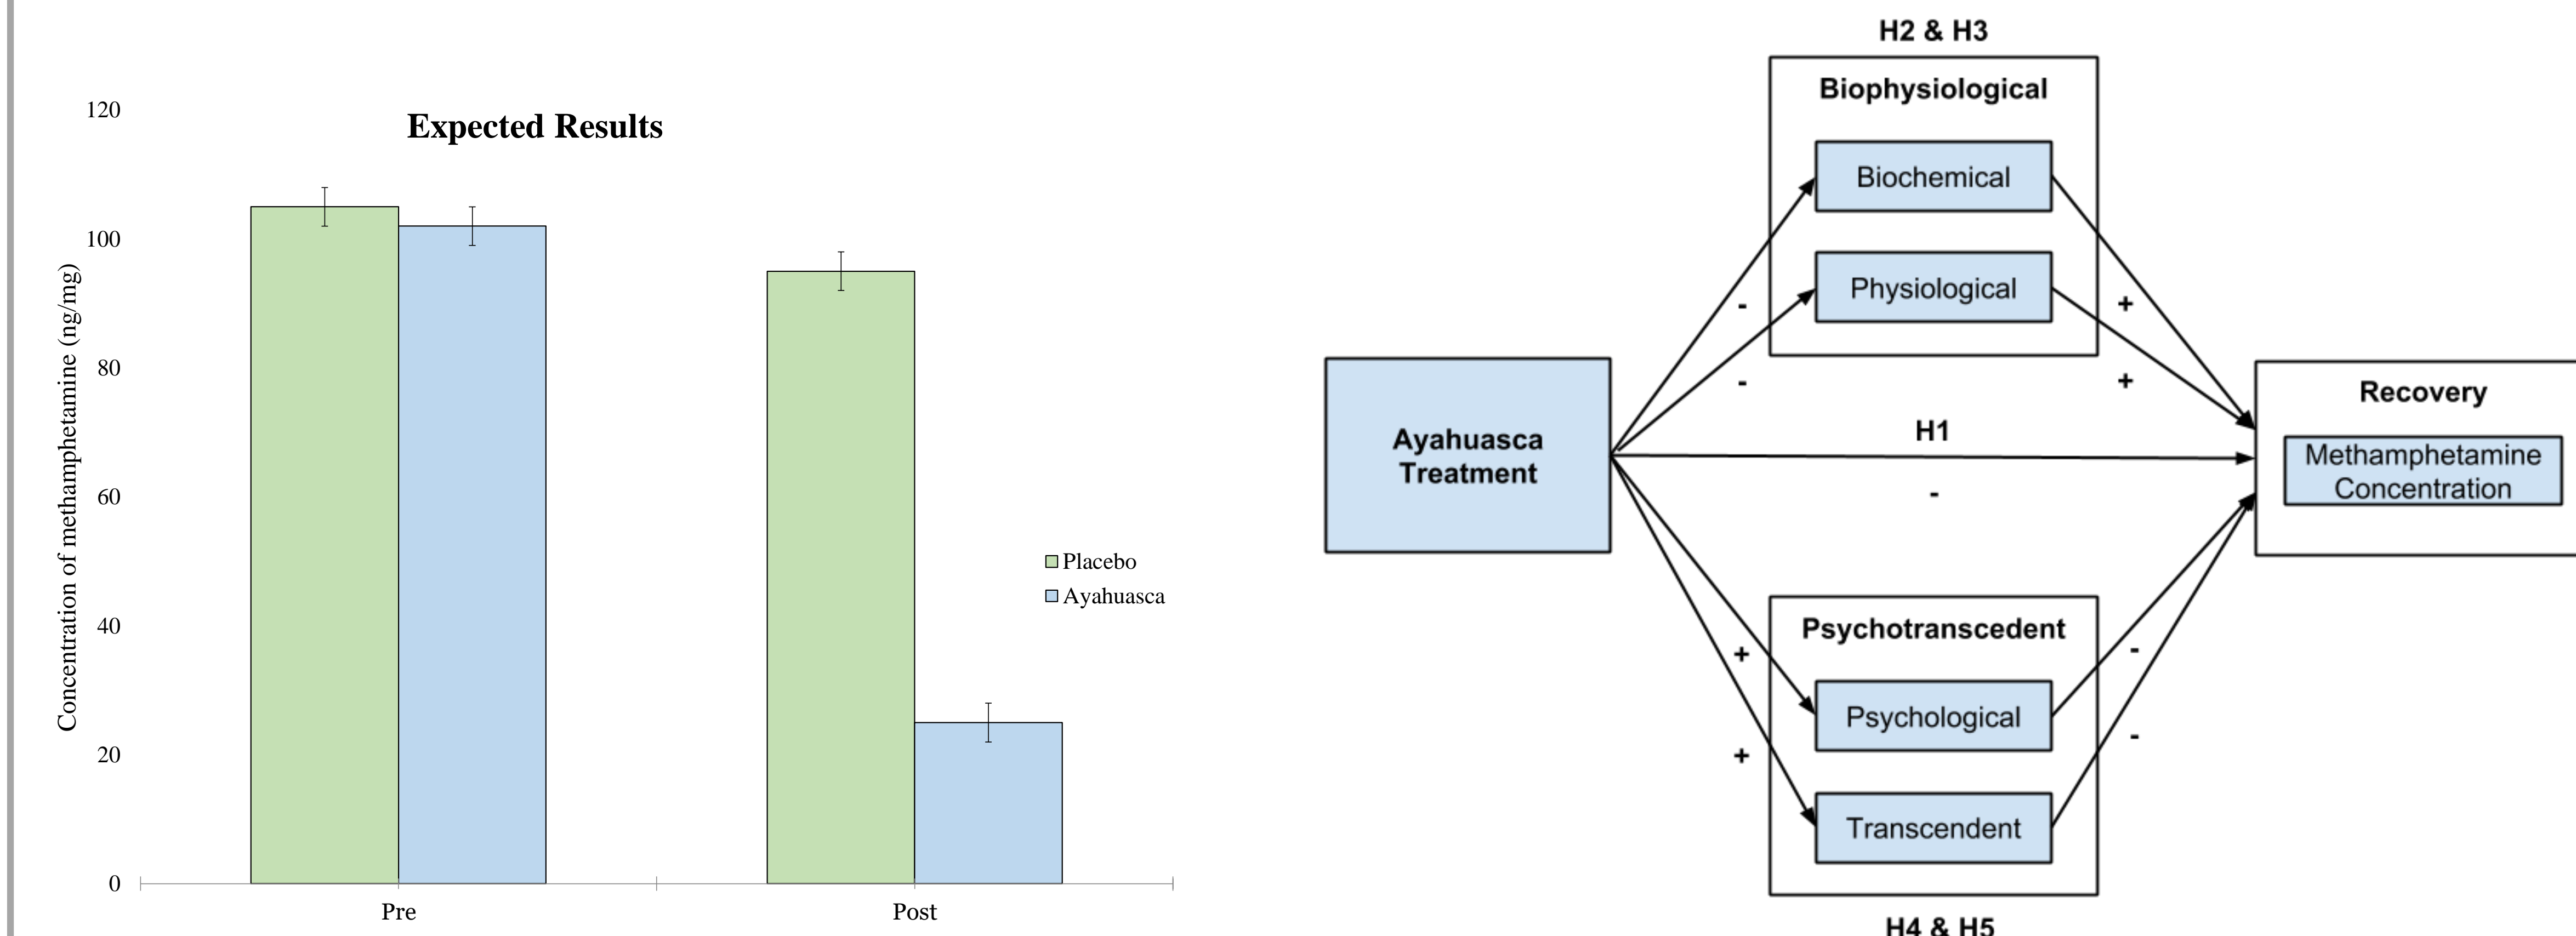 Expected Results
Concentration of methamphetamine (ng/mg)
120
100
80
60
40
20
0
Pre
Post
Placebo
Ayahuasca
H2 & H3
Biophysiological
Biochemical
Physiological
-
-
+
+
Ayahuasca
Treatment
H1
-
Recovery
Methamphetamine
Concentration
Psychotranscedent
Psychological
Transcendent
+
+
-
-
H4 & H5